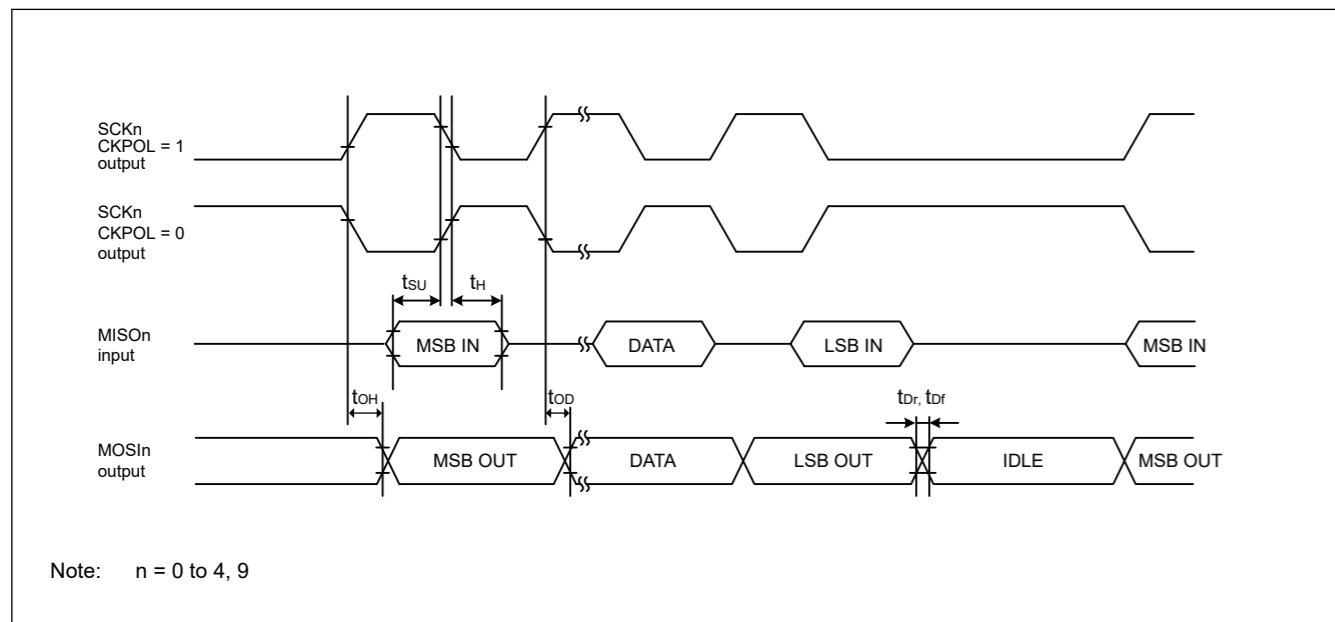 SCKn
CKPOL = 1
output
SCKn
CKPOL = 0
output
tSU
tH
MISOn
input
MSB IN
DATA
LSB IN
MSB IN
tOH
tOD
tDr, tDf
MOSIn
output
MSB OUT
DATA
LSB OUT
IDLE
MSB OUT
Note: n = 0 to 4, 9